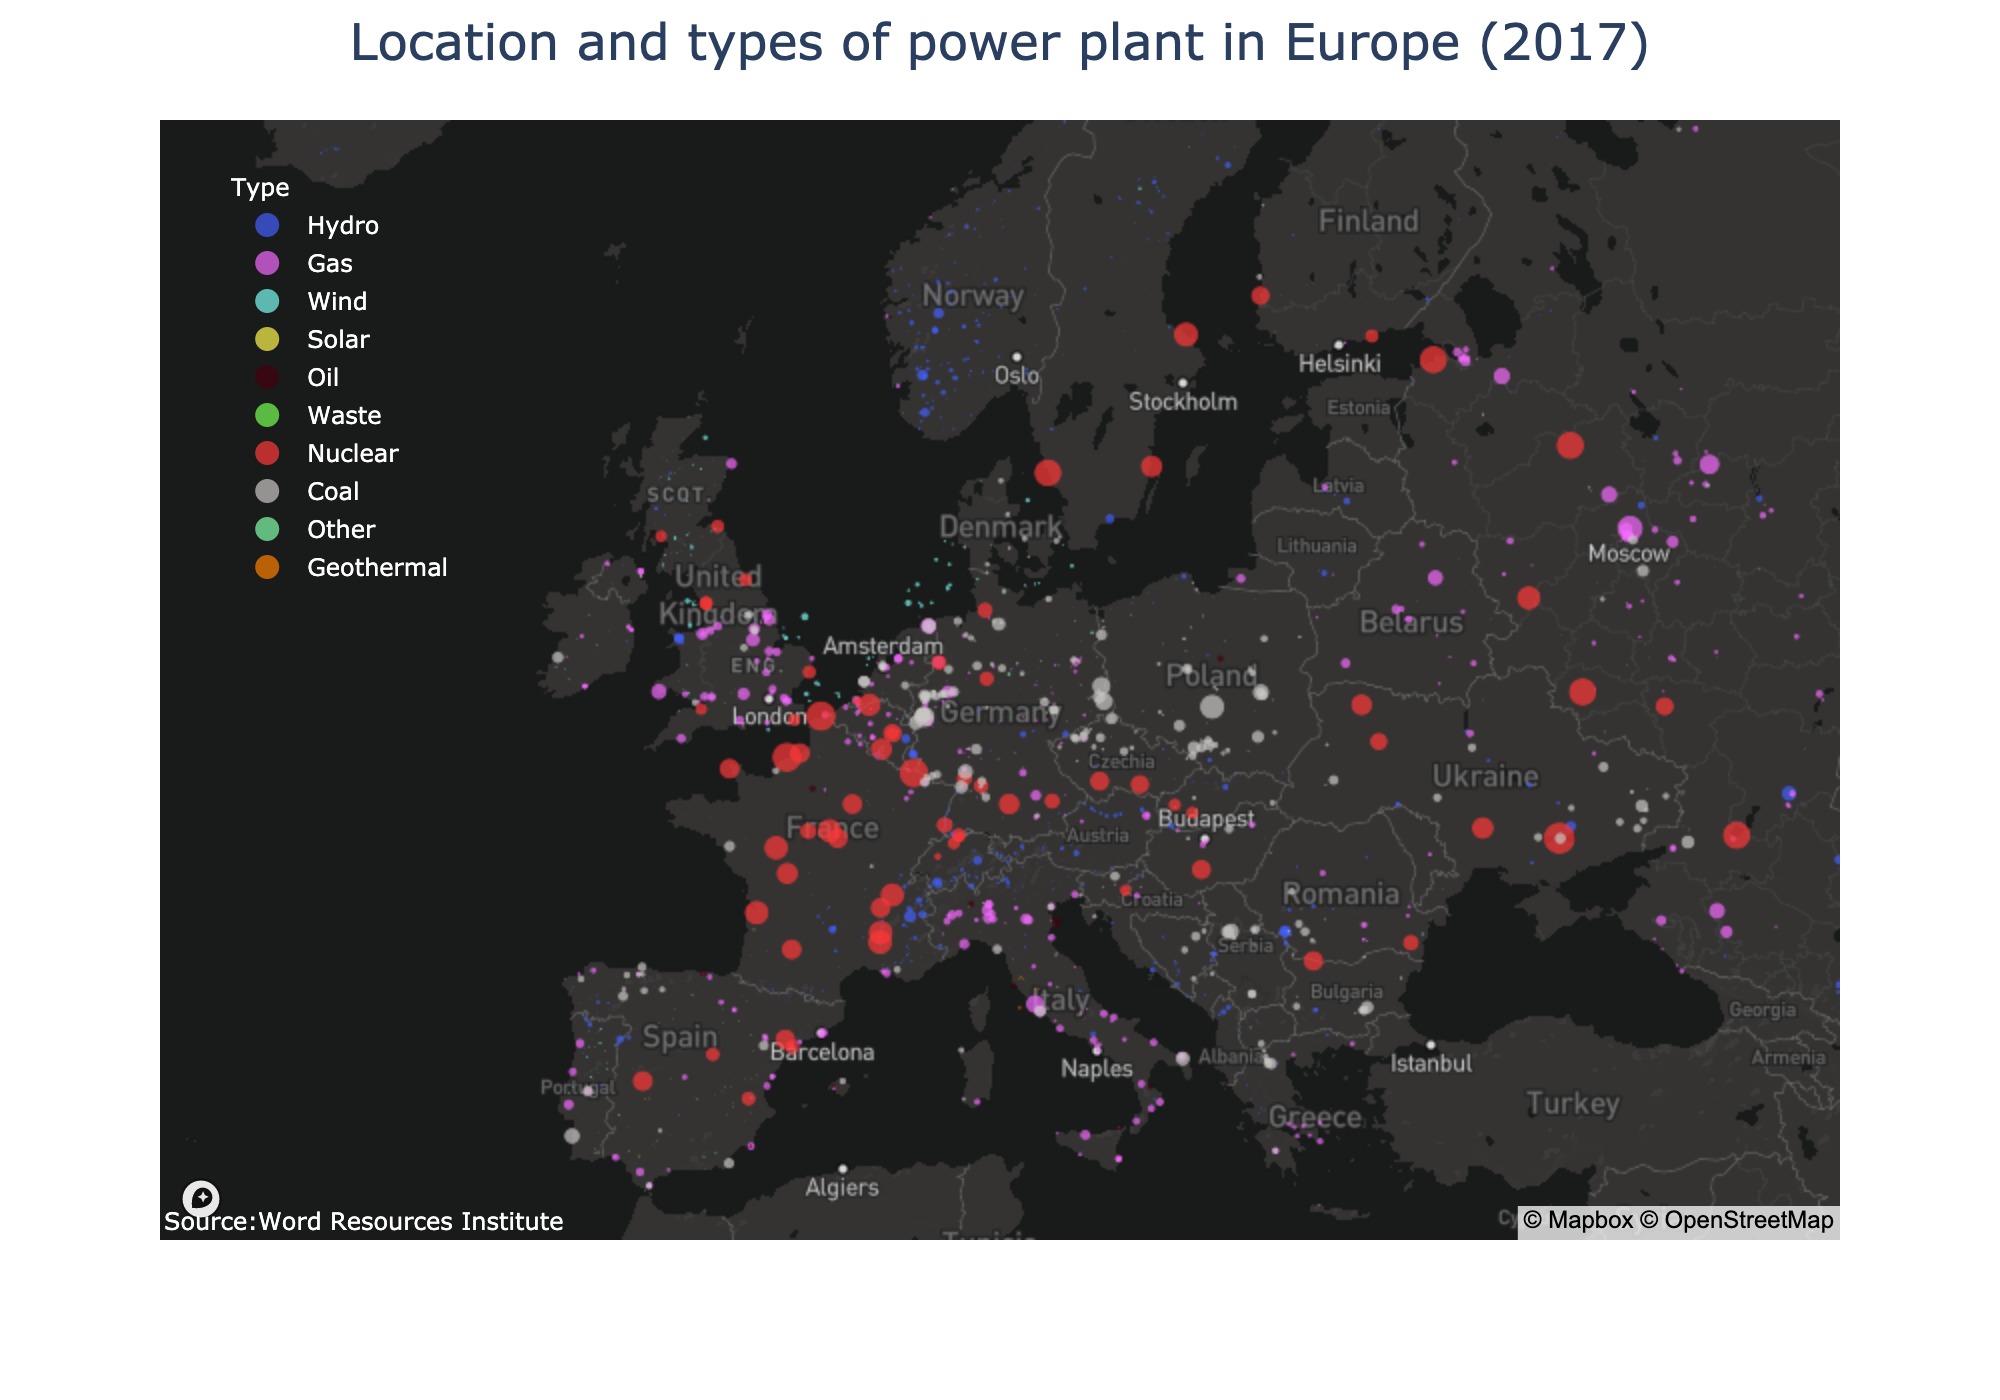 Location and types of power plant in Europe (2017)
Type
Hydro
Gas
Wind
Solar
Oil
Waste
Nuclear
Coal
Other
Geothermal
Finland
Norway
Oslo
Helsinki
Stockholm
Estonia
SCOT.
Latvia
Denmark
Lithuania
Moscow
United
Kingdom
Belarus
Amsterdam
ENG.
Poland
London
Germany
Czechia
Ukraine
France
Budapest
Austria
Romania
Croatia
Serbia
Bulgaria
Italy
Georgia
Spain
Barcelona
Naples
Albania
Istanbul
Armenia
Portugal
Greece
Turkey
Algiers
Source:Word Resources Institute
© Mapbox © OpenStreetMap